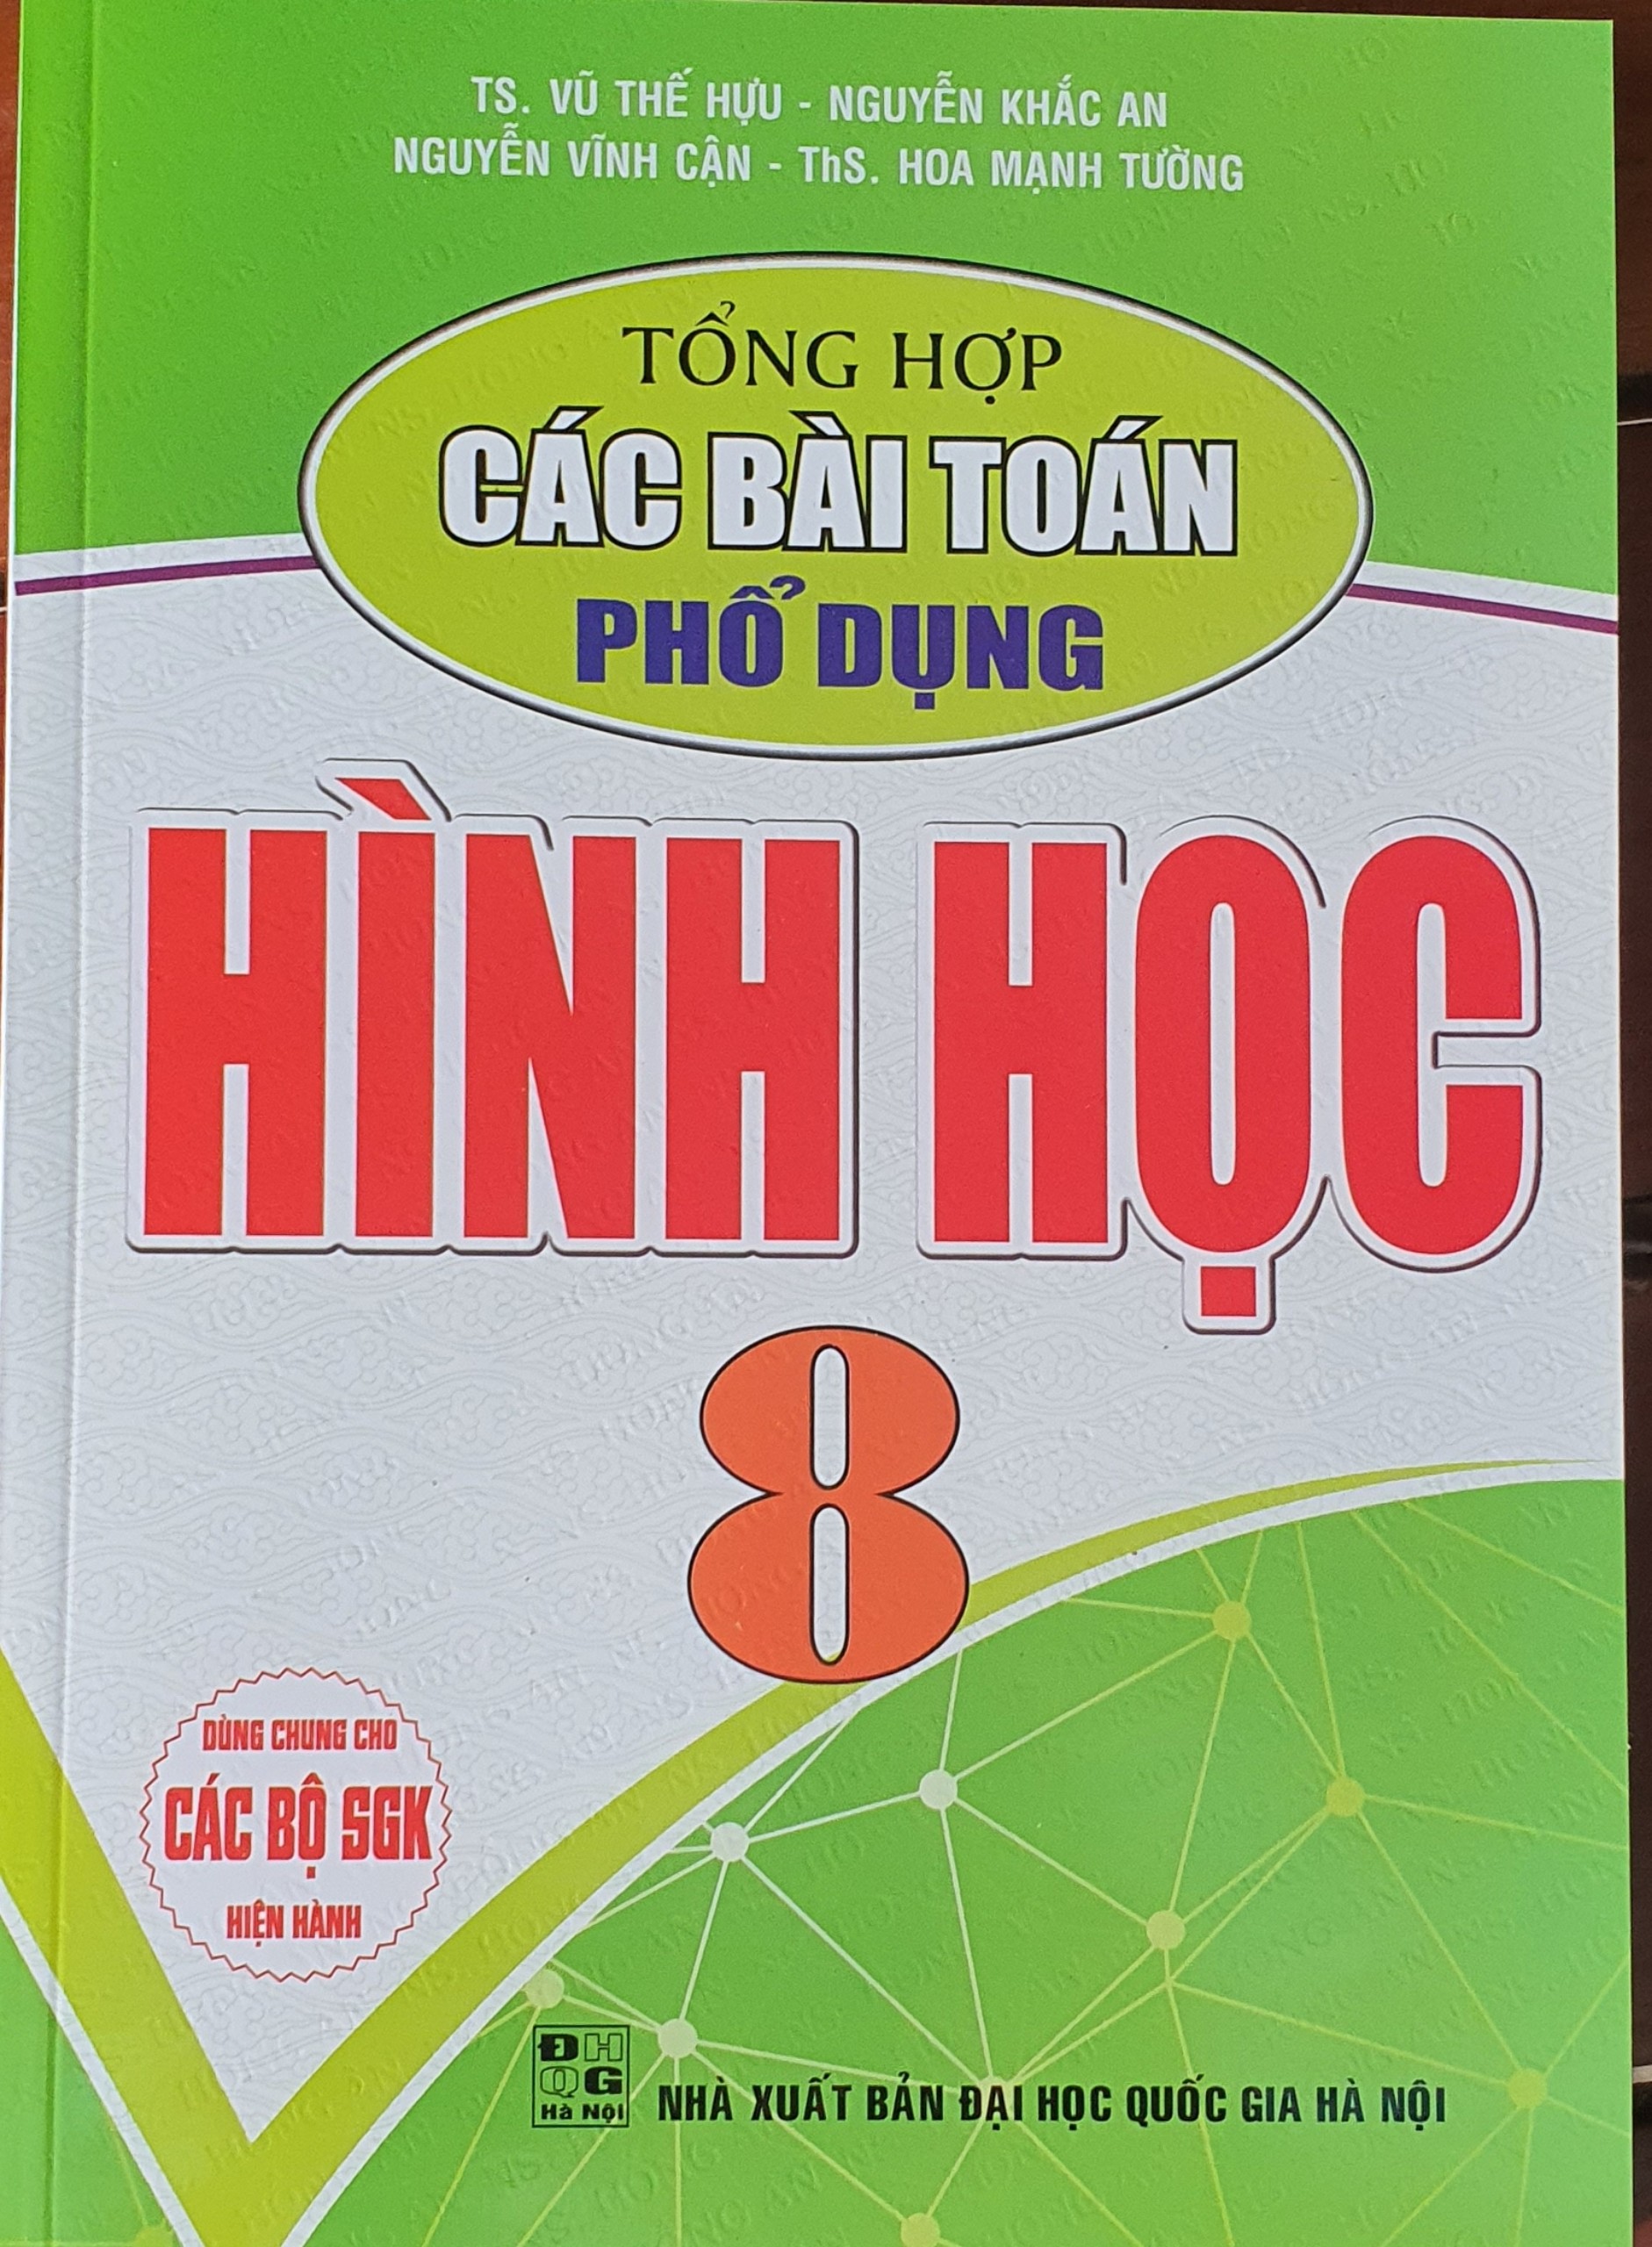 TS. VŨ THẾ HỰU - NGUYỄN KHẮC AN
NGUYỄN VĨNH CẬN - ThS. HOA MẠNH TƯỜNG
TỔNG HỢP
CÁC BÀI TOÁN
PHỔ DỤNG
HÌNH HỌC
8
DÙNG CHUNG CHO
CÁC BỘ SGK
HIỆN HÀNH
ĐH
QG
Hà Nội
NHÀ XUẤT BẢN ĐẠI HỌC QUỐC GIA HÀ NỘI